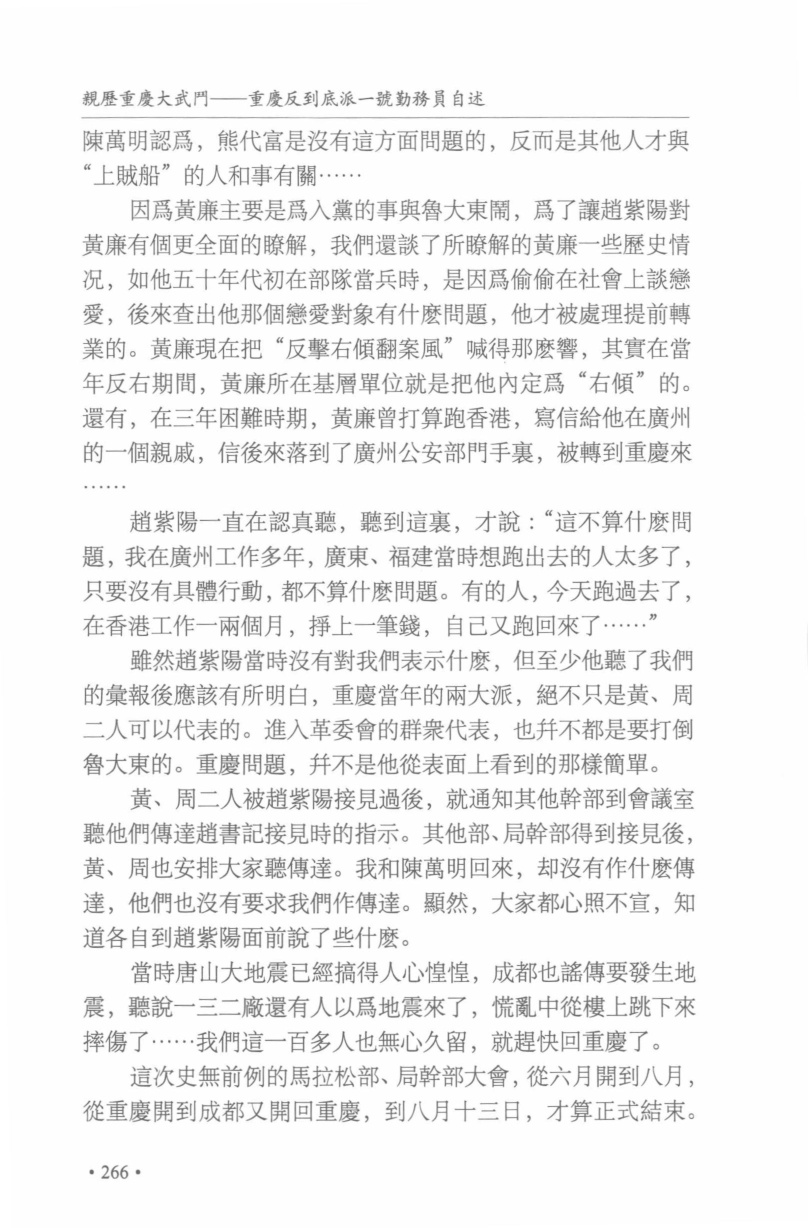 親歷重慶大武鬥——重慶反到底派一號勤務員自述
陳萬明認爲，熊代富是沒有這方面問題的，反而是其他人才與
“上賊船”的人和事有關……
因爲黃廉主要是爲入黨的事與魯大東鬧，爲了讓趙紫陽對
黃廉有個更全面的瞭解，我們還談了所瞭解的黃廉一些歷史情
況，如他五十年代初在部隊當兵時，是因爲偷偷在社會上談戀
愛，後來查出他那個戀愛對象有什麽問題，他才被處理提前轉
業的。黃廉現在把“反擊右傾翻案風”喊得那麽響，其實在當
年反右期間，黃廉所在基層單位就是把他內定爲“右傾”的。
還有，在三年困難時期，黃廉曾打算跑香港，寫信給他在廣州
的一個親戚，信後來落到了廣州公安部門手裏，被轉到重慶來
……
趙紫陽一直在認真聽，聽到這裏，才說：“這不算什麽問
題，我在廣州工作多年，廣東、福建當時想跑出去的人太多了，
只要沒有具體行動，都不算什麽問題。有的人，今天跑過去了，
在香港工作一兩個月，掙上一筆錢，自己又跑回來了……”
雖然趙紫陽當時沒有對我們表示什麽，但至少他聽了我們
的彙報後應該有所明白，重慶當年的兩大派，絕不只是黃、周
二人可以代表的。進入革委會的群衆代表，也幷不都是要打倒
魯大東的。重慶問題，幷不是他從表面上看到的那樣簡單。
黃、周二人被趙紫陽接見過後，就通知其他幹部到會議室
聽他們傳達趙書記接見時的指示。其他部、局幹部得到接見後，
黃、周也安排大家聽傳達。我和陳萬明回來，却沒有作什麽傳
達，他們也沒有要求我們作傳達。顯然，大家都心照不宣，知
道各自到趙紫陽面前說了些什麽。
當時唐山大地震已經搞得人心惶惶，成都也謠傳要發生地
震，聽說一三二廠還有人以爲地震來了，慌亂中從樓上跳下來
摔傷了……我們這一百多人也無心久留，就趕快回重慶了。
這次史無前例的馬拉松部、局幹部大會，從六月開到八月，
從重慶開到成都又開回重慶，到八月十三日，才算正式結束。
• 266 •